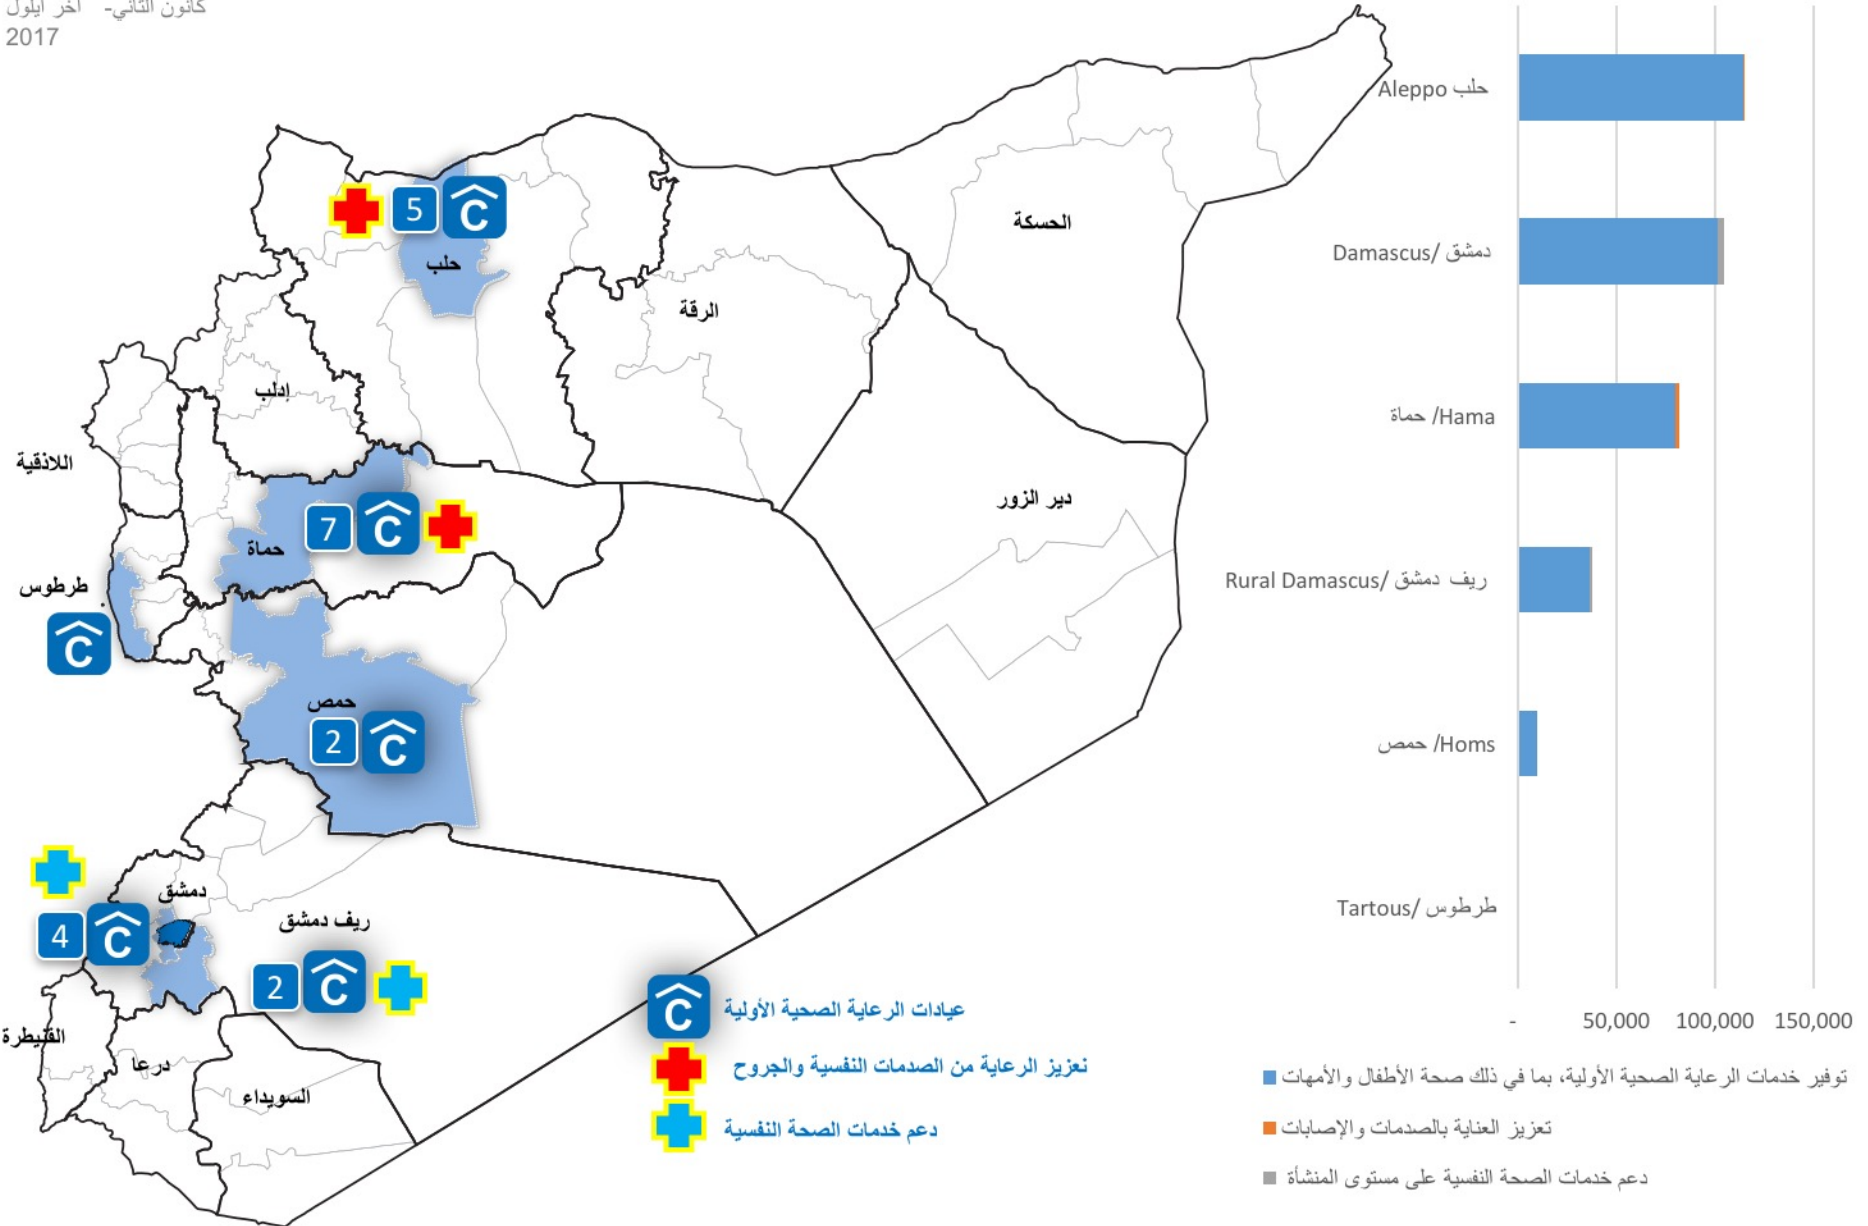 كانون الثاني- آخر أيلول
2017
حلب Aleppo
5
C
الحسكة
حلب
دمشق /Damascus
الرقة
إدلب
حماة /Hama
اللاذقية
دير الزور
7
C
حماة
طرطوس
ريف دمشق /Rural Damascus
C
حمص
2
C
حمص /Homs
دمشق
طرطوس /Tartous
ريف دمشق
4
C
2
C
C
عيادات الرعاية الصحية الأولية
- 50,000 100,000 150,000
القنيطرة
درعا
تعزيز الرعاية من الصدمات النفسية والجروح
توفير خدمات الرعاية الصحية الأولية، بما في ذلك صحة الأطفال والأمهات
السويداء
دعم خدمات الصحة النفسية
تعزيز العناية بالصدمات والإصابات
دعم خدمات الصحة النفسية على مستوى المنشأة